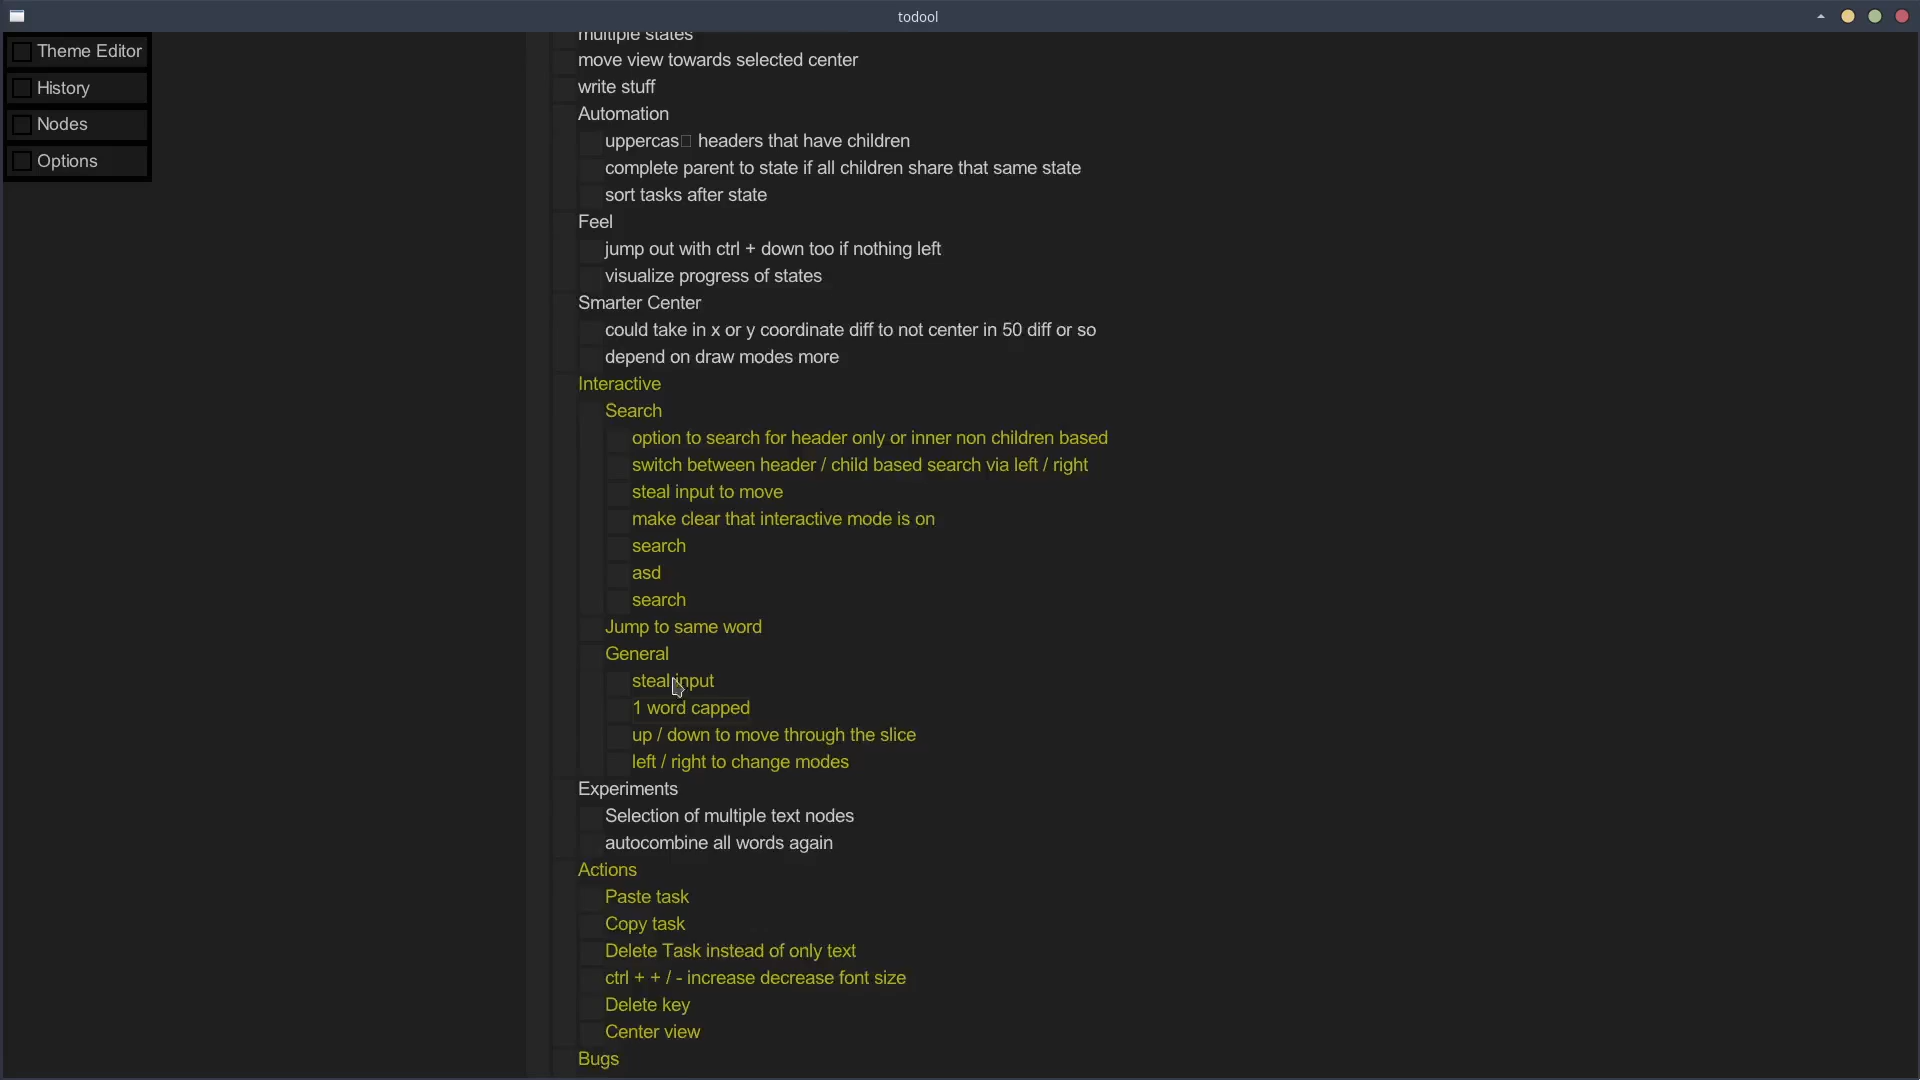 todool
Theme Editor
History
Nodes
Options
multiple states
move view towards selected center
write stuff
Automation
uppercas□ headers that have children
complete parent to state if all children share that same state
sort tasks after state
Feel
jump out with ctrl + down too if nothing left
visualize progress of states
Smarter Center
could take in x or y coordinate diff to not center in 50 diff or so
depend on draw modes more
Interactive
Search
option to search for header only or inner non children based
switch between header / child based search via left / right
steal input to move
make clear that interactive mode is on
search
asd
search
Jump to same word
General
steal input
1 word capped
up / down to move through the slice
left / right to change modes
Experiments
Selection of multiple text nodes
autocombine all words again
Actions
Paste task
Copy task
Delete Task instead of only text
ctrl + + / - increase decrease font size
Delete key
Center view
Bugs